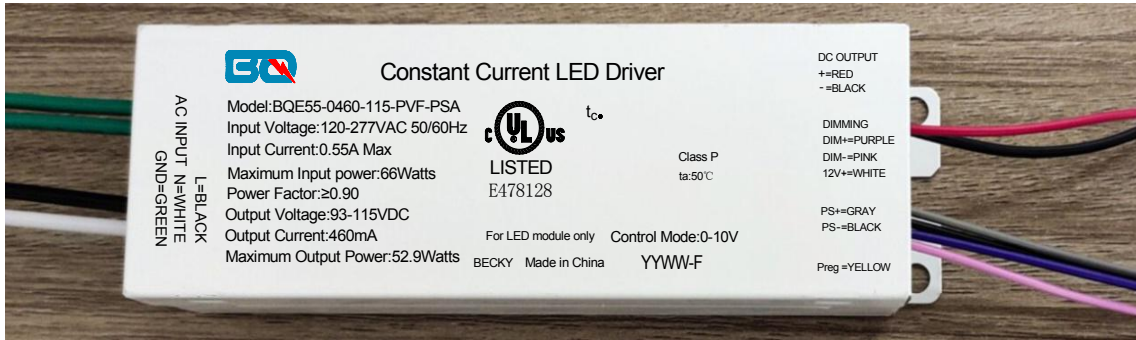 L=BLACK
AC INPUT N=WHITE
GND=GREEN
BQ
Constant Current LED Driver
Model:BQE55-0460-115-PVF-PSA
Input Voltage:120-277VAC 50/60Hz
Input Current:0.55A Max
Maximum Input power:66Watts
Power Factor:≥0.90
Output Voltage:93-115VDC
Output Current:460mA
Maximum Output Power:52.9Watts
c UL us
LISTED
E478128
tc•
Class P
ta:50℃
For LED module only Control Mode:0-10V
BECKY Made in China YYWW-F
DC OUTPUT
+=RED
-=BLACK
DIMMING
DIM+=PURPLE
DIM-=PINK
12V+=WHITE
PS+=GRAY
PS-=BLACK
Preg =YELLOW